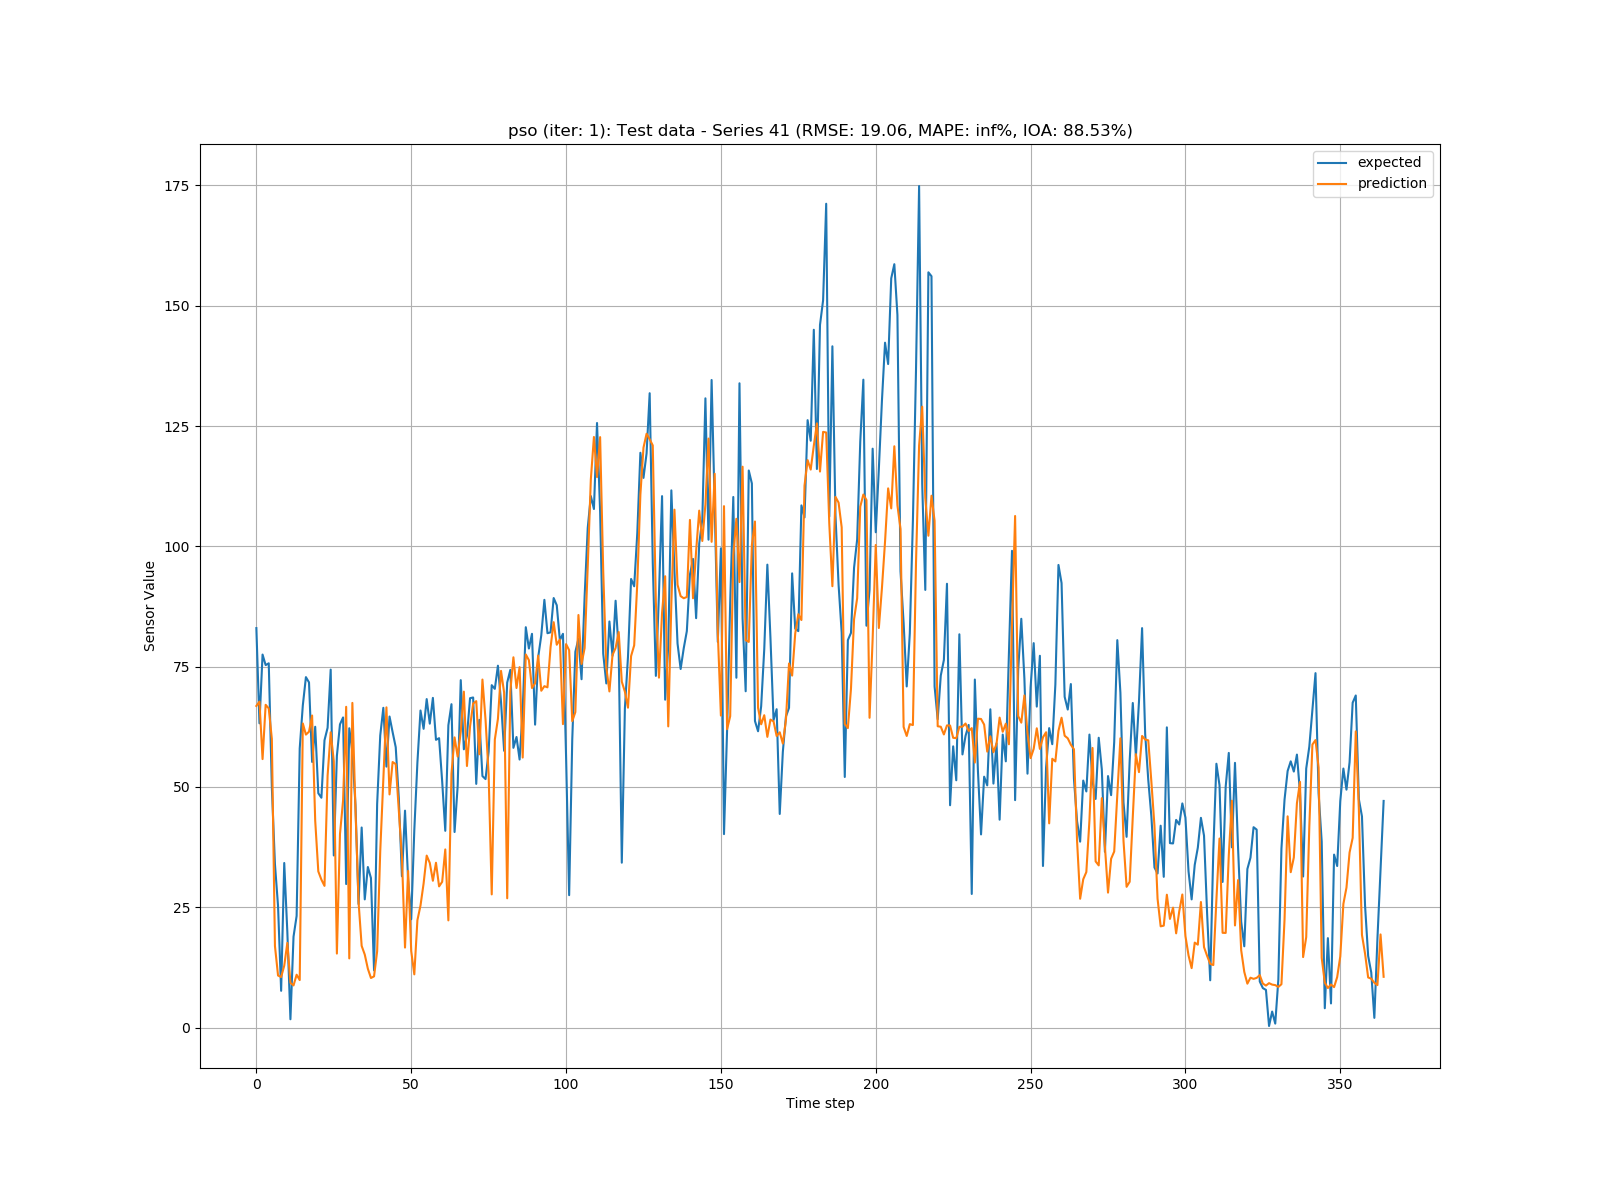 pso (iter: 1): Test data - Series 41 (RMSE: 19.06, MAPE: inf%, IOA: 88.53%)
expected
prediction
175
150
125
100
75
50
25
0
Sensor Value
0 50 100 150 200 250 300 350
Time step